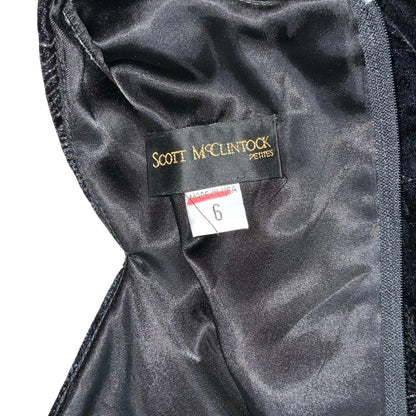 SCOTT McCLINTOCK
PETITES
MADE IN USA
6